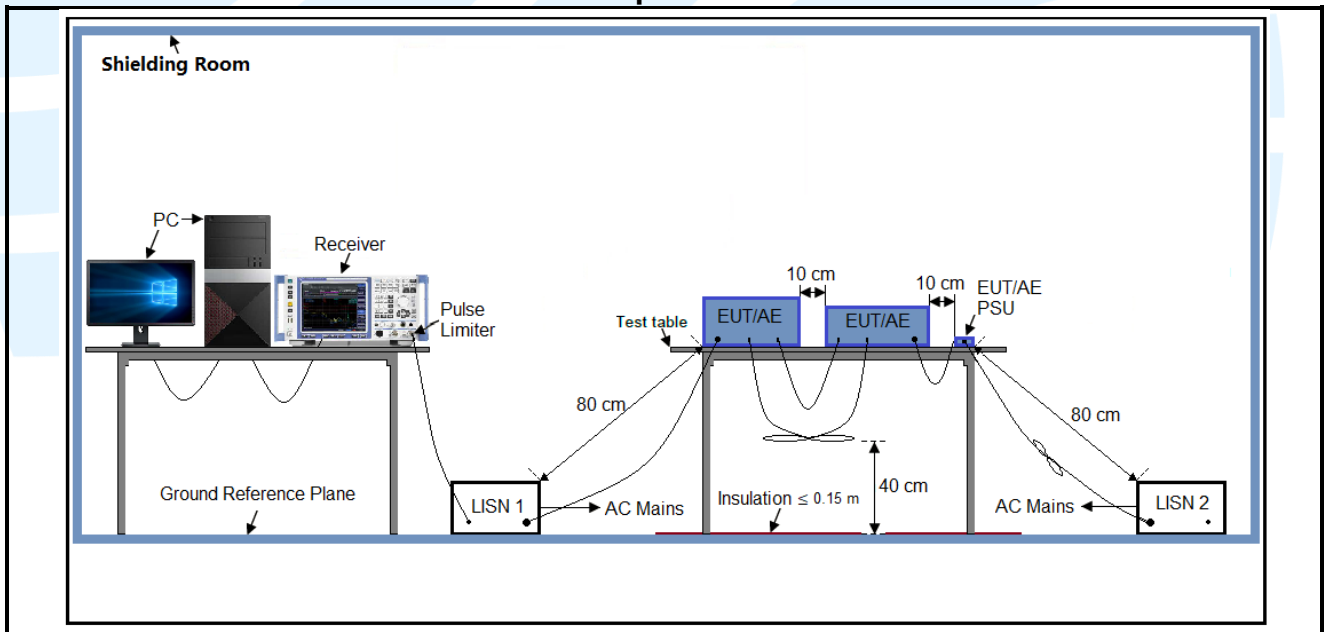 Shielding Room
PC
Receiver
Pulse
Limiter
10 cm
10 cm
EUT/AE
PSU
Test table
EUT/AE
EUT/AE
80 cm
80 cm
40 cm
Ground Reference Plane
LISN 1
AC Mains
Insulation ≤ 0.15 m
AC Mains
LISN 2